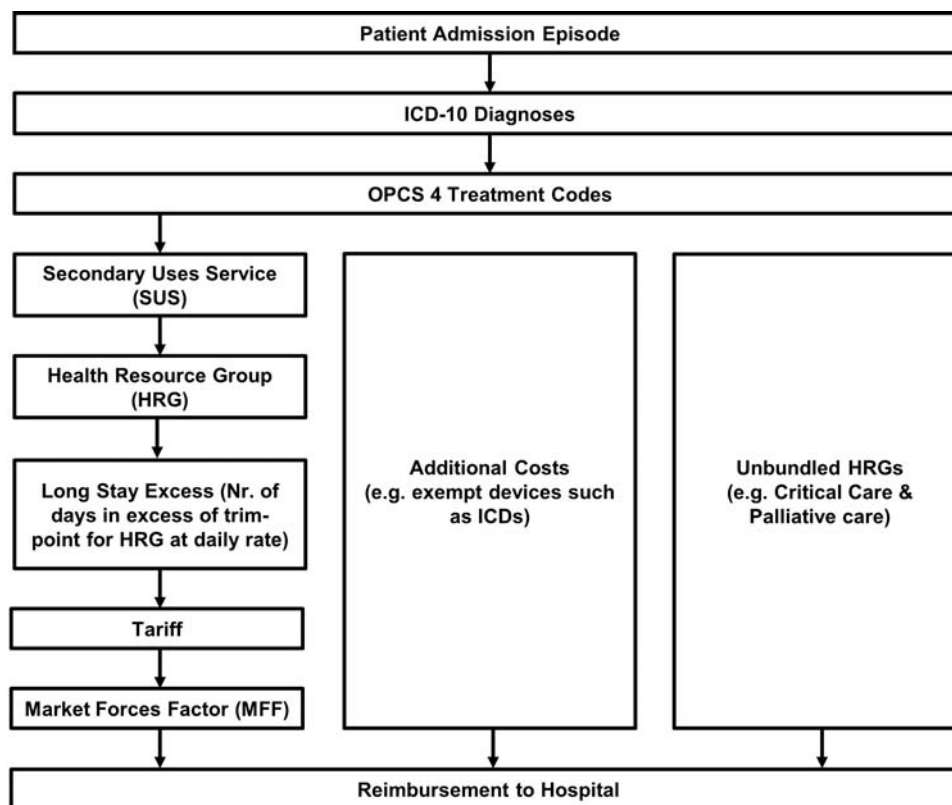 Patient Admission Episode
ICD-10 Diagnoses
OPCS 4 Treatment Codes
Secondary Uses Service
(SUS)
Health Resource Group
(HRG)
Long Stay Excess (Nr. of
days in excess of trim-
point for HRG at daily rate)
Tariff
Market Forces Factor (MFF)
Additional Costs
(e.g. exempt devices such
as ICDs)
Unbundled HRGs
(e.g. Critical Care &
Palliative care)
Reimbursement to Hospital